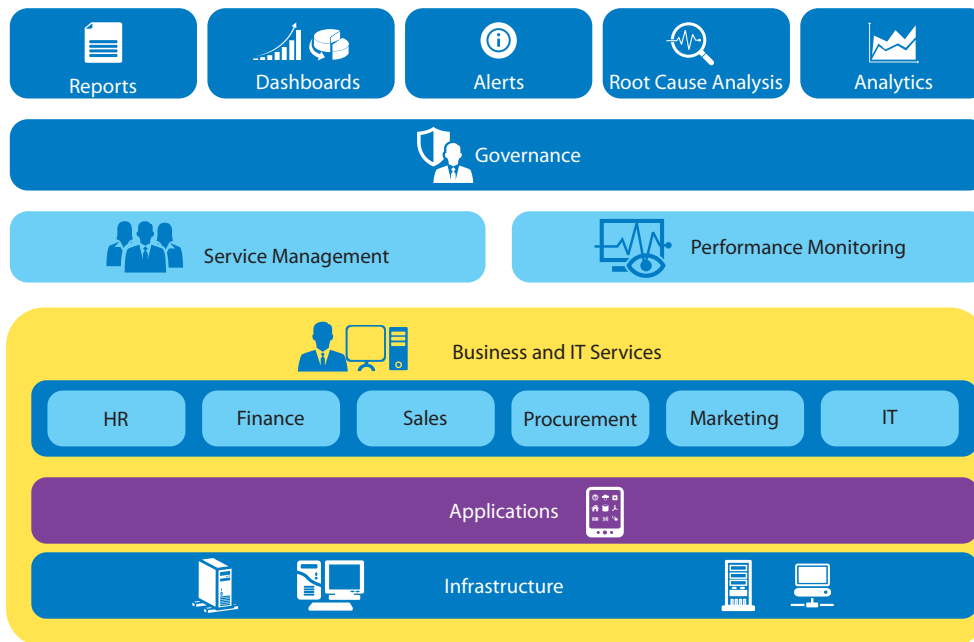 Reports
Dashboards
Alerts
Root Cause Analysis
Analytics
Governance
Service Management
Performance Monitoring
Business and IT Services
HR
Finance
Sales
Procurement
Marketing
IT
Applications
Infrastructure